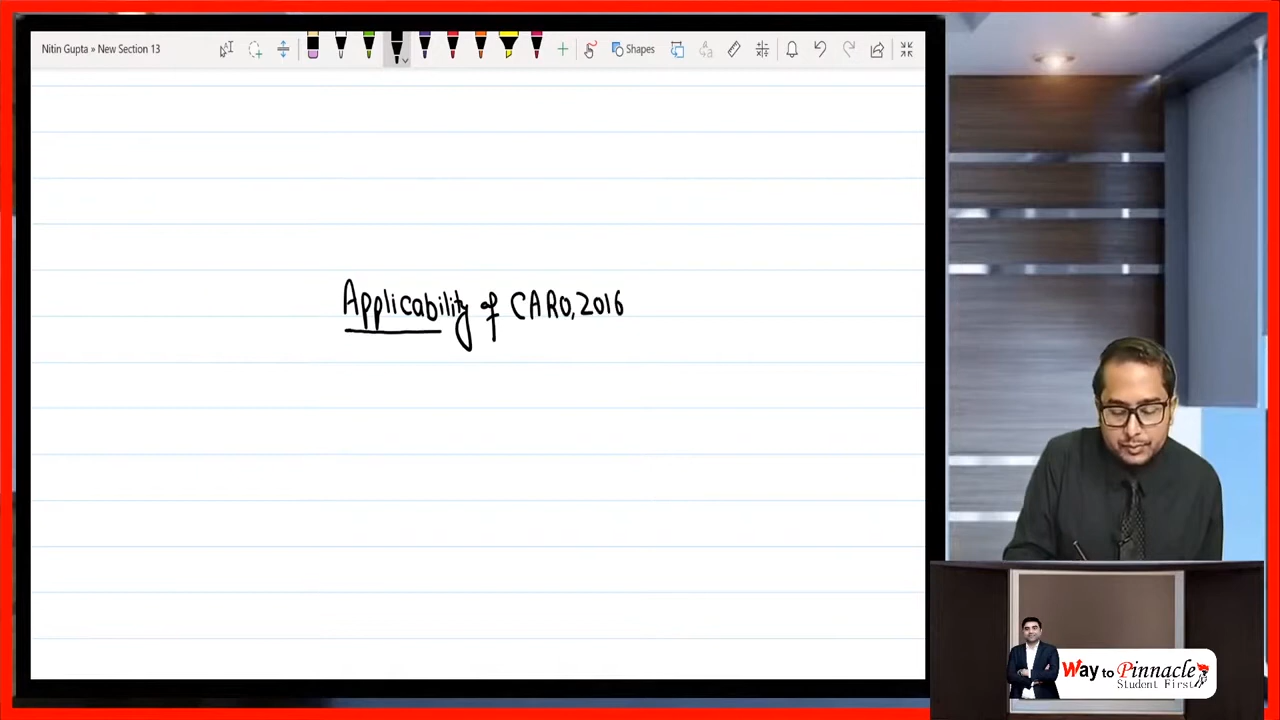 Nitin Gupta » New Section 13
Shapes
Applicability of CARO, 2016
Way to Pinnacle
Student First